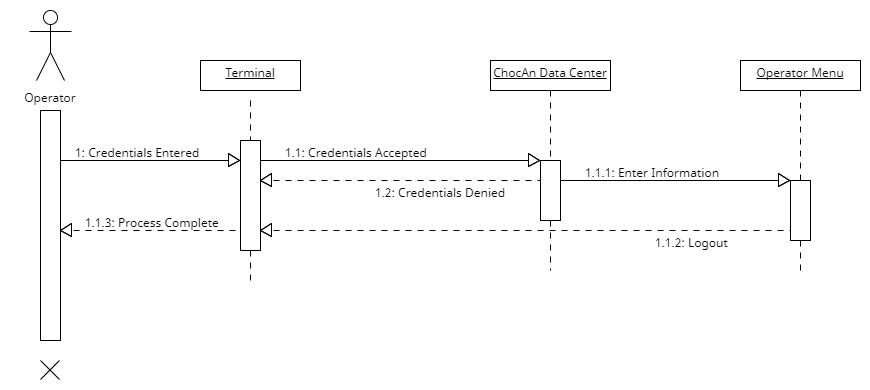 Operator
Terminal
ChocAn Data Center
Operator Menu
1: Credentials Entered
1.1: Credentials Accepted
1.1.1: Enter Information
1.2: Credentials Denied
1.1.3: Process Complete
1.1.2: Logout